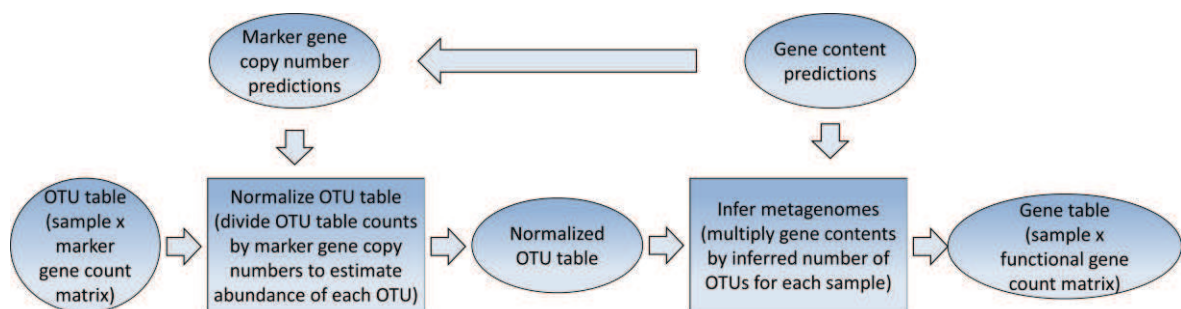 Marker gene
copy number
predictions
Gene content
predictions
OTU table
(sample x
marker
gene count
matrix)
Normalize OTU table
(divide OTU table counts
by marker gene copy
numbers to estimate
abundance of each OTU)
Normalized
OTU table
Infer metagenomes
(multiply gene contents
by inferred number of
OTUs for each sample)
Gene table
(sample x
functional gene
count matrix)